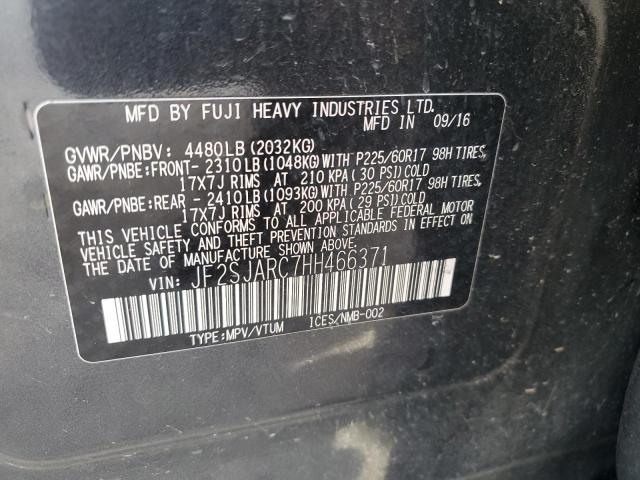 MFD BY FUJI HEAVY INDUSTRIES LTD.
MFD IN 09/16
GVWR/PNBV: 4480LB(2032KG)
GAWR/PNBE:FRONT- 2310LB(1048KG)WITH P225/60R17 98H TIRES,
17X7J RIMS AT 210 KPA(30 PSI)COLD
GAWR/PNBE:REAR - 2410LB(1093KG)WITH P225/60R17 98H TIRES,
17X7J RIMS AT 200 KPA(29 PSI)COLD
THIS VEHICLE CONFORMS TO ALL APPLICABLE FEDERAL MOTOR
VEHICLE SAFETY AND THEFT PREVENTION STANDARDS IN EFFECT ON
THE DATE OF MANUFACTURE SHOWN ABOVE.
VIN: JF2SJARC7HH466371
TYPE:MPV/VTUM ICES/NMB-002